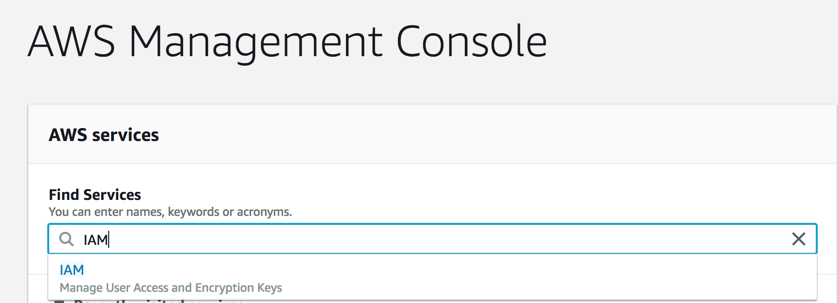 AWS Management Console
AWS services
Find Services
You can enter names, keywords or acronyms.
IAM
IAM
Manage User Access and Encryption Keys